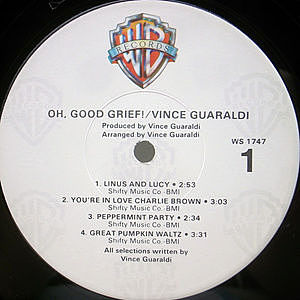 WB
RECORDS
OH, GOOD GRIEF!/VINCE GUARALDI
Produced by Vince Guaraldi
Arranged by Vince Guaraldi
WS 1747
1
1. LINUS AND LUCY • 2:53
Shifty Music Co.-BMI
2. YOU'RE IN LOVE CHARLIE BROWN • 3:03
Shifty Music Co.-BMI
3. PEPPERMINT PARTY • 2:34
Shifty Music Co.-BMI
4. GREAT PUMPKIN WALTZ • 3:31
Shifty Music Co.-BMI
All selections written by
Vince Guaraldi